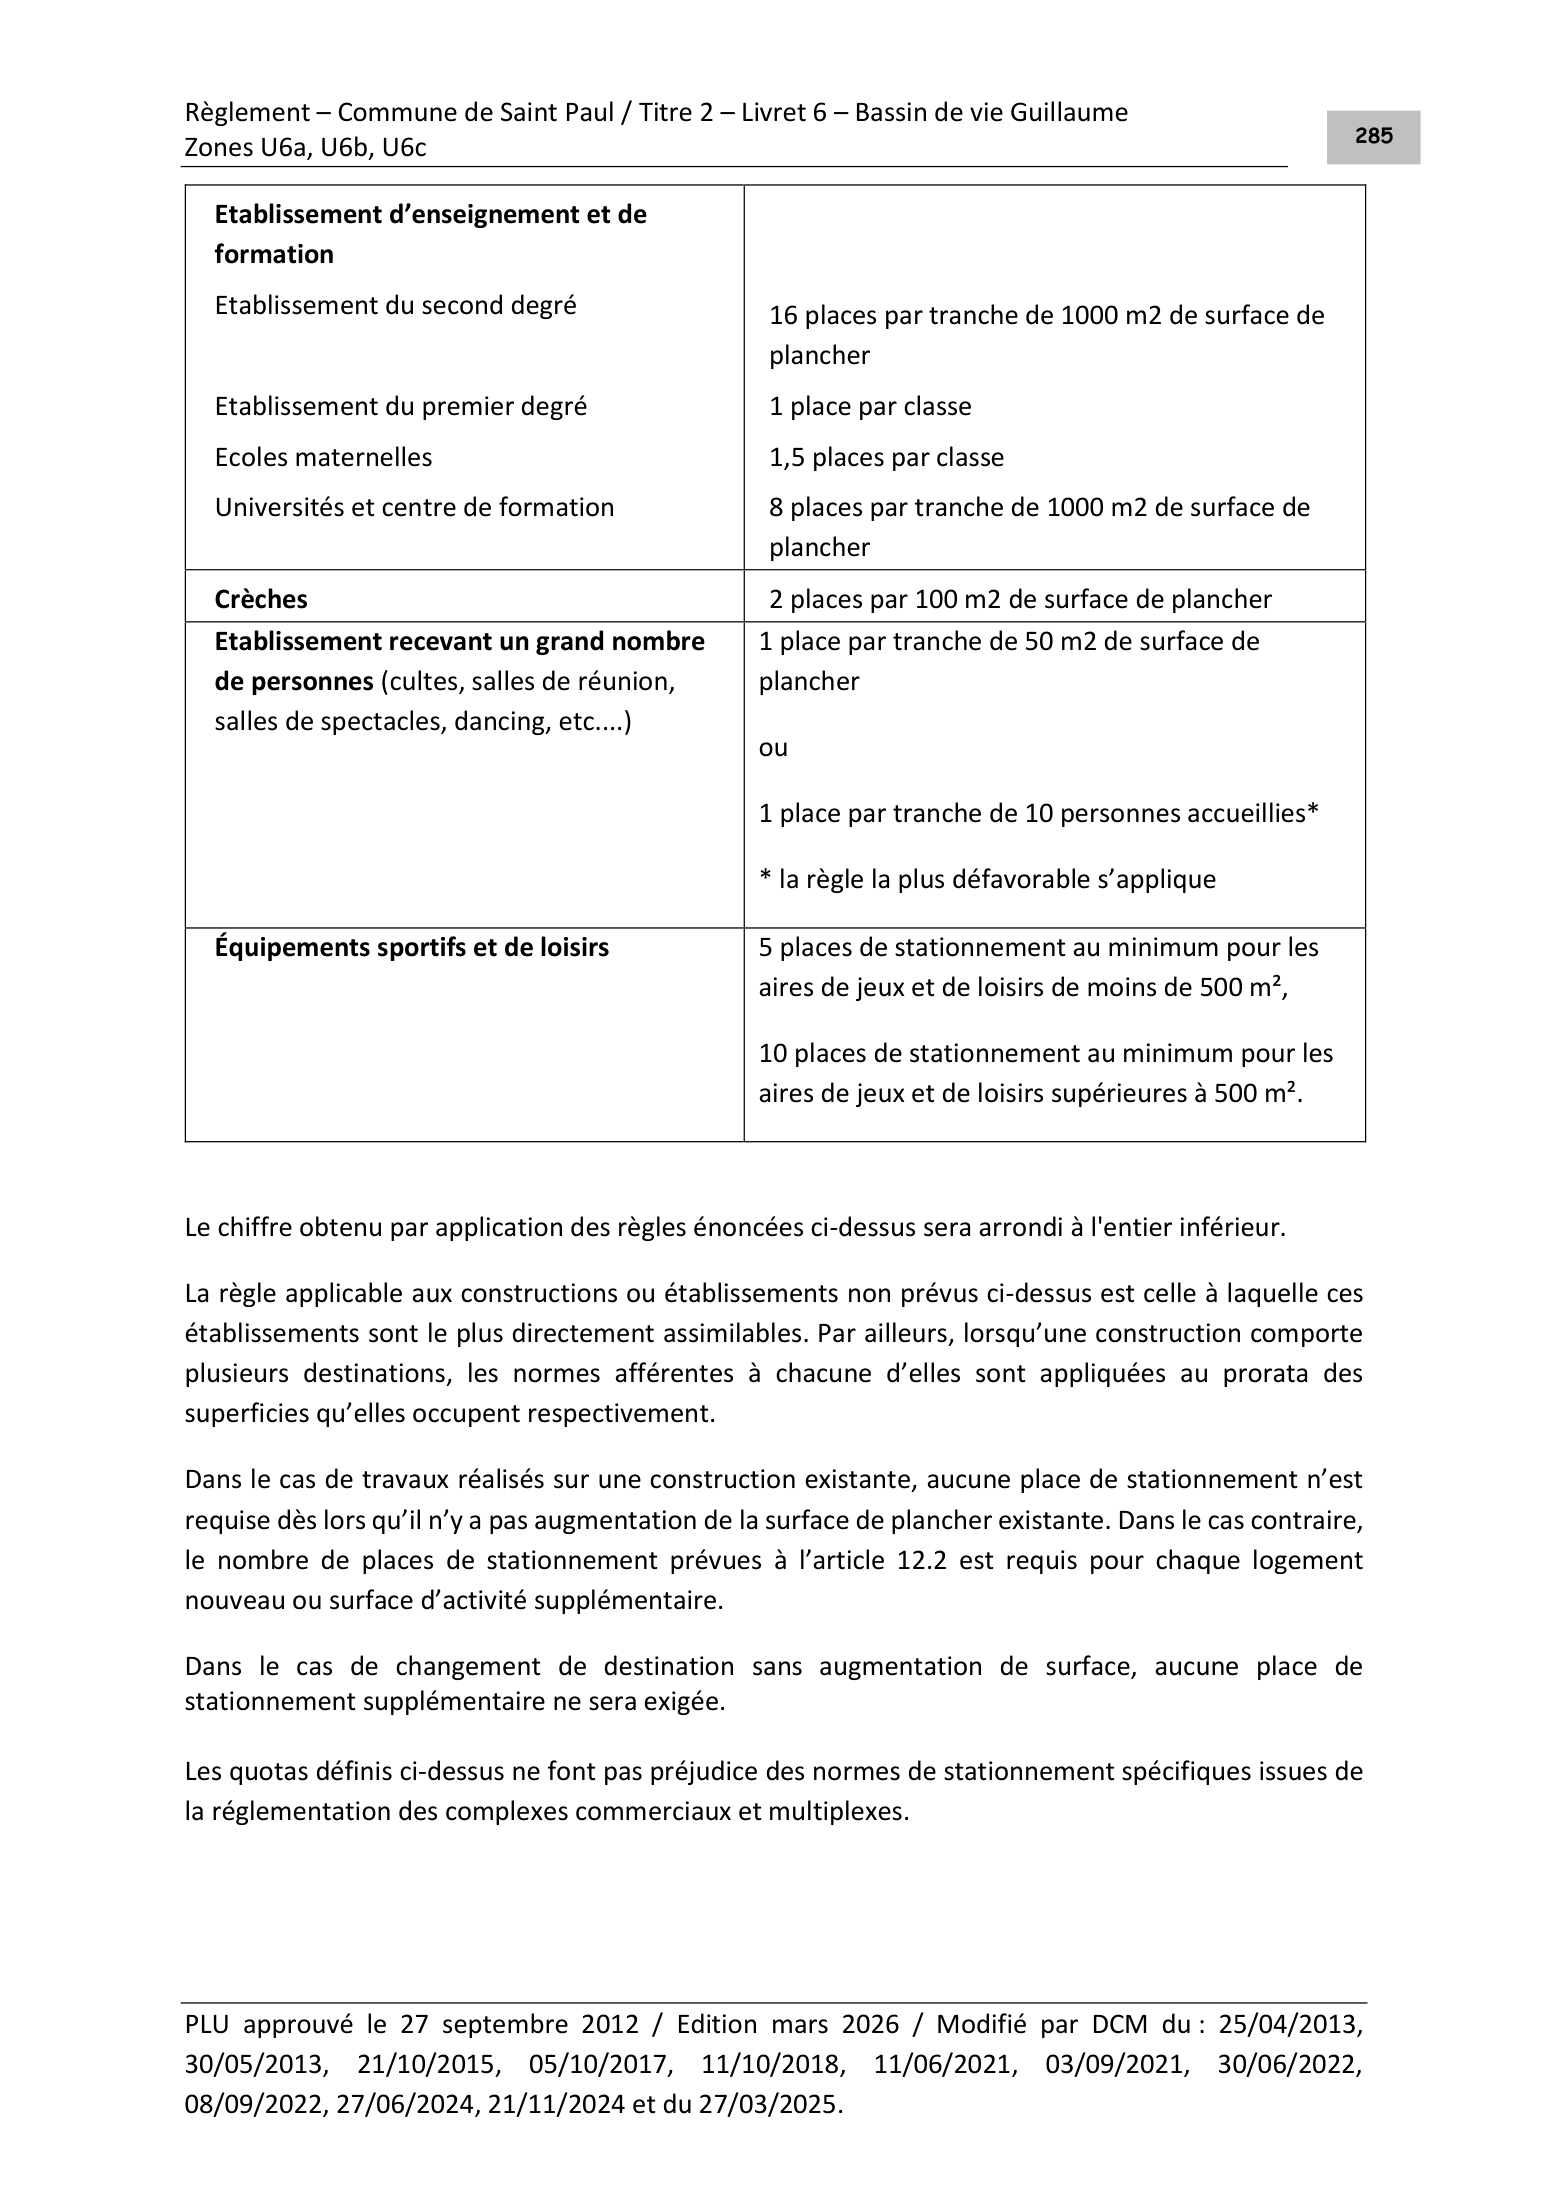 Règlement – Commune de Saint Paul / Titre 2 – Livret 6 – Bassin de vie Guillaume
Zones U6a, U6b, U6c
285
Etablissement d’enseignement et de
formation
Etablissement du second degré
16 places par tranche de 1000 m2 de surface de
plancher
Etablissement du premier degré
1 place par classe
Ecoles maternelles
1,5 places par classe
Universités et centre de formation
8 places par tranche de 1000 m2 de surface de
plancher
Crèches
2 places par 100 m2 de surface de plancher
Etablissement recevant un grand nombre
de personnes (cultes, salles de réunion,
salles de spectacles, dancing, etc....)
1 place par tranche de 50 m2 de surface de
plancher
ou
1 place par tranche de 10 personnes accueillies*
* la règle la plus défavorable s’applique
Équipements sportifs et de loisirs
5 places de stationnement au minimum pour les
aires de jeux et de loisirs de moins de 500 m²,
10 places de stationnement au minimum pour les
aires de jeux et de loisirs supérieures à 500 m².
Le chiffre obtenu par application des règles énoncées ci-dessus sera arrondi à l'entier inférieur.
La règle applicable aux constructions ou établissements non prévus ci-dessus est celle à laquelle ces
établissements sont le plus directement assimilables. Par ailleurs, lorsqu’une construction comporte
plusieurs destinations, les normes afférentes à chacune d’elles sont appliquées au prorata des
superficies qu’elles occupent respectivement.
Dans le cas de travaux réalisés sur une construction existante, aucune place de stationnement n’est
requise dès lors qu’il n’y a pas augmentation de la surface de plancher existante. Dans le cas contraire,
le nombre de places de stationnement prévues à l’article 12.2 est requis pour chaque logement
nouveau ou surface d’activité supplémentaire.
Dans le cas de changement de destination sans augmentation de surface, aucune place de
stationnement supplémentaire ne sera exigée.
Les quotas définis ci-dessus ne font pas préjudice des normes de stationnement spécifiques issues de
la réglementation des complexes commerciaux et multiplexes.
PLU approuvé le 27 septembre 2012 / Edition mars 2026 / Modifié par DCM du : 25/04/2013,
30/05/2013, 21/10/2015, 05/10/2017, 11/10/2018, 11/06/2021, 03/09/2021, 30/06/2022,
08/09/2022, 27/06/2024, 21/11/2024 et du 27/03/2025.